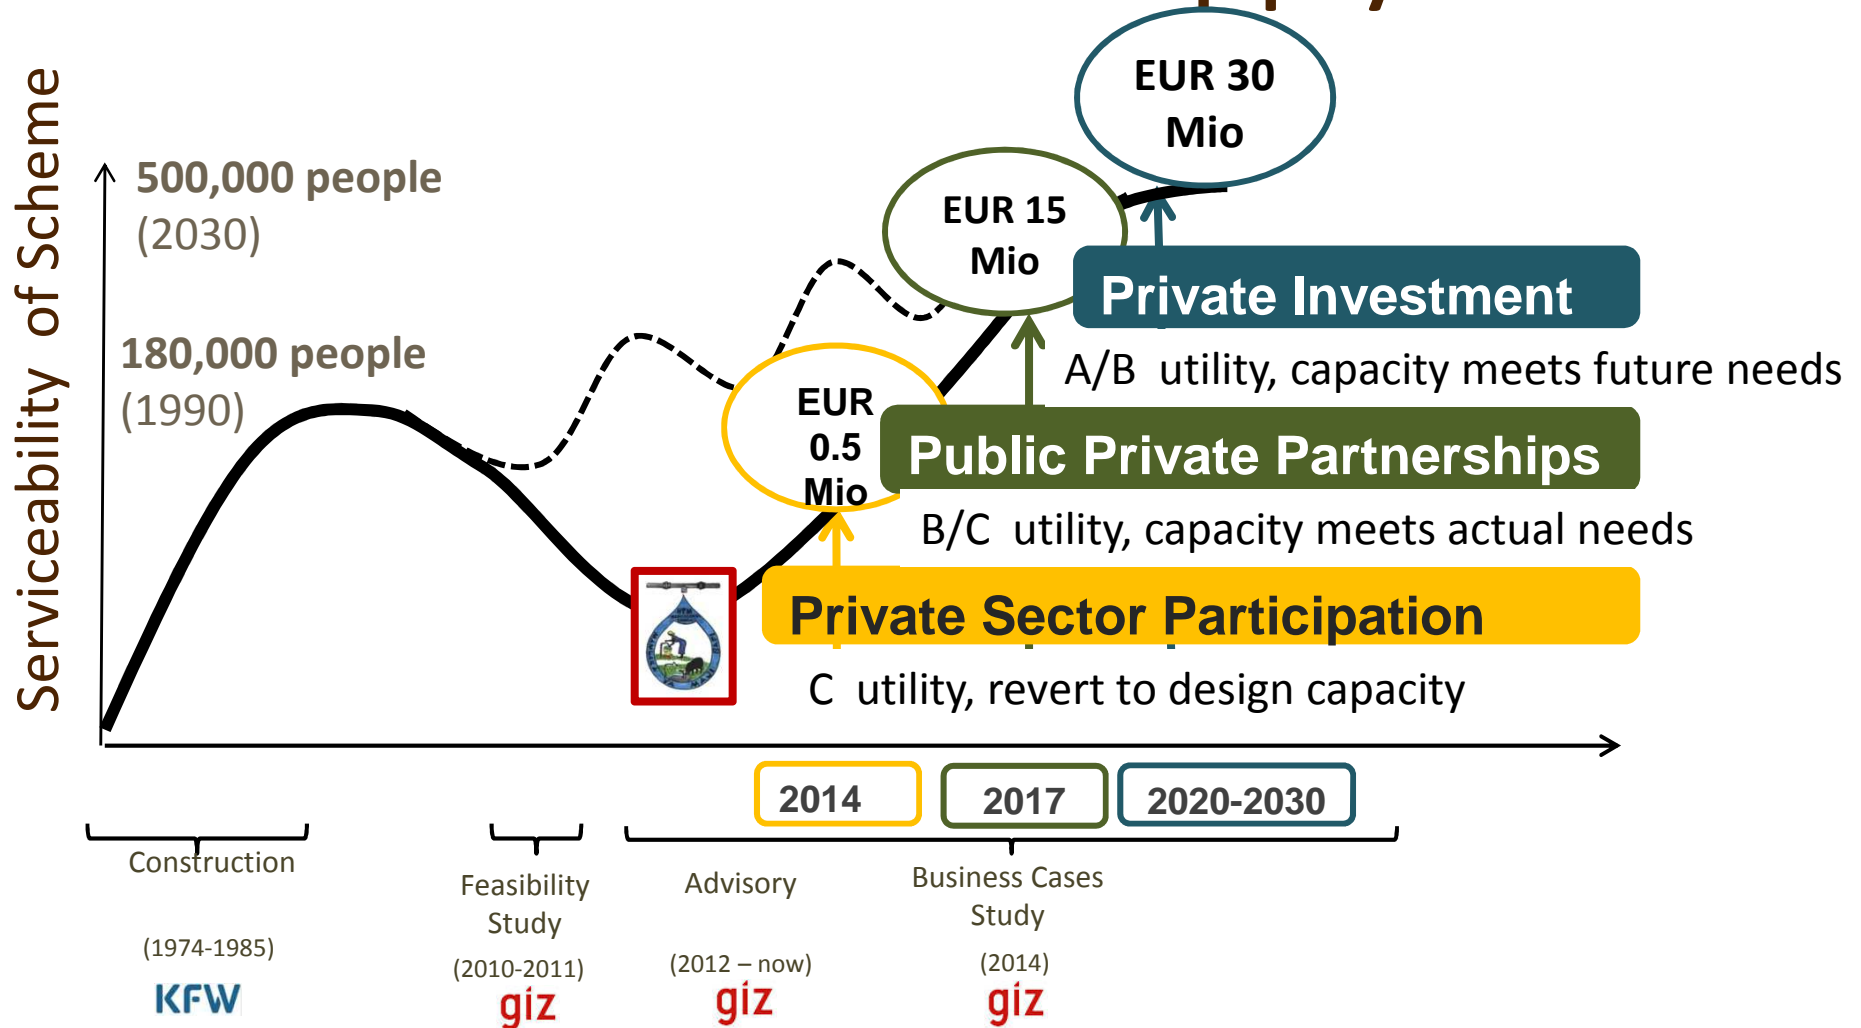 Serviceability of Scheme
500,000 people
(2030)
180,000 people
(1990)
EUR 30
Mio
EUR 15
Mio
EUR
0.5
Mio
Private Investment
A/B utility, capacity meets future needs
Public Private Partnerships
B/C utility, capacity meets actual needs
Private Sector Participation
C utility, revert to design capacity
2014
2017
2020-2030
Construction
(1974-1985)
KFW
Feasibility
Study
(2010-2011)
giz
Advisory
(2012 – now)
giz
Business Cases
Study
(2014)
giz